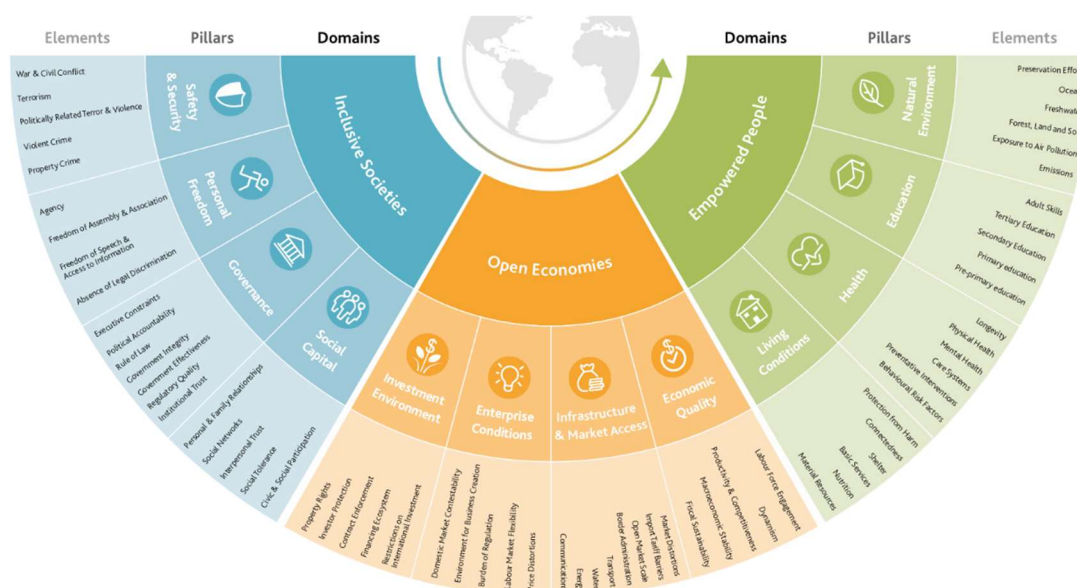 Elements
Pillars
Domains
Domains
Pillars
Elements
Inclusive Societies
Safety
& Security
War & Civil Conflict
Terrorism
Politically Related Terror & Violence
Violent Crime
Property Crime
Personal
Freedom
Agency
Freedom of Assembly & Association
Freedom of Speech &
Access to Information
Absence of Legal Discrimination
Governance
Executive Constraints
Political Accountability
Rule of Law
Government Integrity
Government Effectiveness
Regulatory Quality
Institutional Trust
Social
Capital
Personal & Family Relationships
Social Networks
Interpersonal Trust
Social Tolerance
Civic & Social Participation
Open Economies
Investment
Environment
Property Rights
Investor Protection
Contract Enforcement
Financing Ecosystem
Restrictions on
International Investment
Enterprise
Conditions
Domestic Market Contestability
Environment for Business Creation
Burden of Regulation
Labour Market Flexibility
Price Distortions
Infrastructure
& Market Access
Communication
Energ
Water
Transport
Border Administration
Open Market Scale
Import Tariff Barriers
Market Distortions
Economic
Quality
Fiscal Sustainability
Macroeconomic Stability
Productivity & Competitiveness
Dynamism
Labour Force Engagement
Empowered People
Living
Conditions
Material Resources
Nutrition
Basic Services
Shelter
Connectedness
Protection from Harm
Health
Behavioural Risk Factors
Preventative Interventions
Care Systems
Mental Health
Physical Health
Longevity
Education
Pre-primary education
Primary education
Secondary Education
Tertiary Education
Adult Skills
Natural
Environment
Emissions
Exposure to Air Pollution
Forest, Land and So
Freshwate
Ocea
Preservation Effo